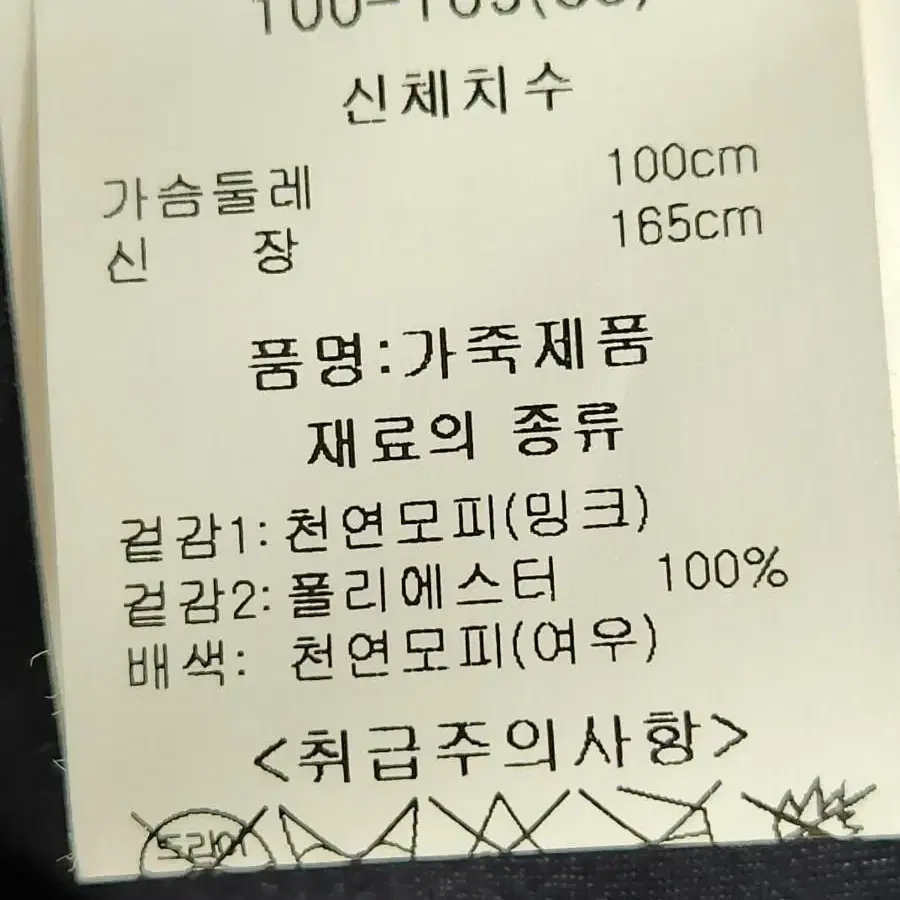 신체치수
가슴둘레 100cm
신 장 165cm
품명:가죽제품
재료의 종류
겉감1: 천연모피(밍크)
겉감2: 폴리에스터 100%
배색: 천연모피(여우)
<취급주의사항>
드라이